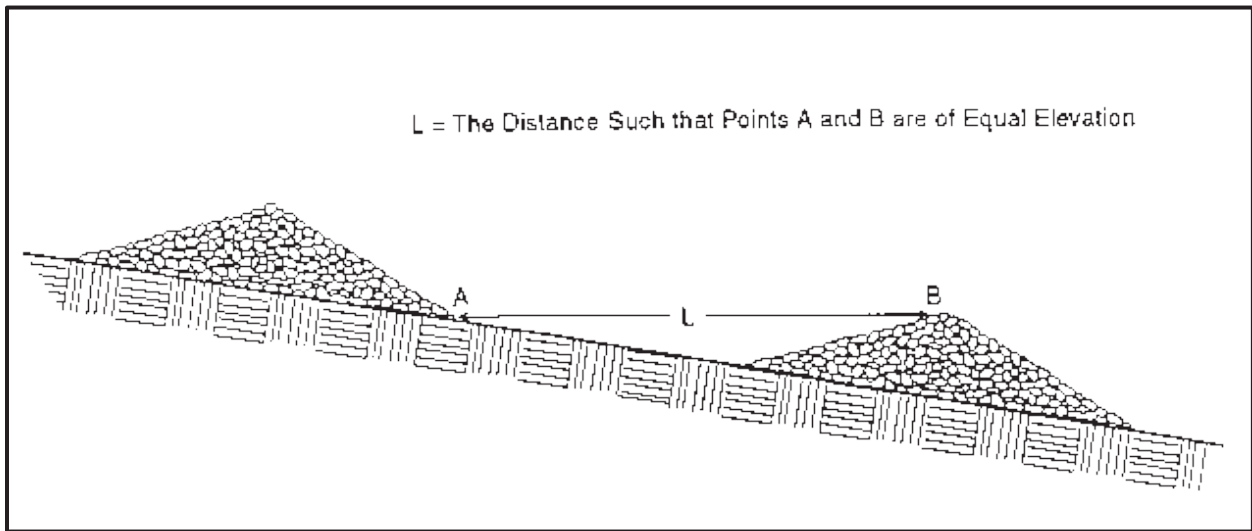 L = The Distance Such that Points A and B are of Equal Elevation
A
B
L